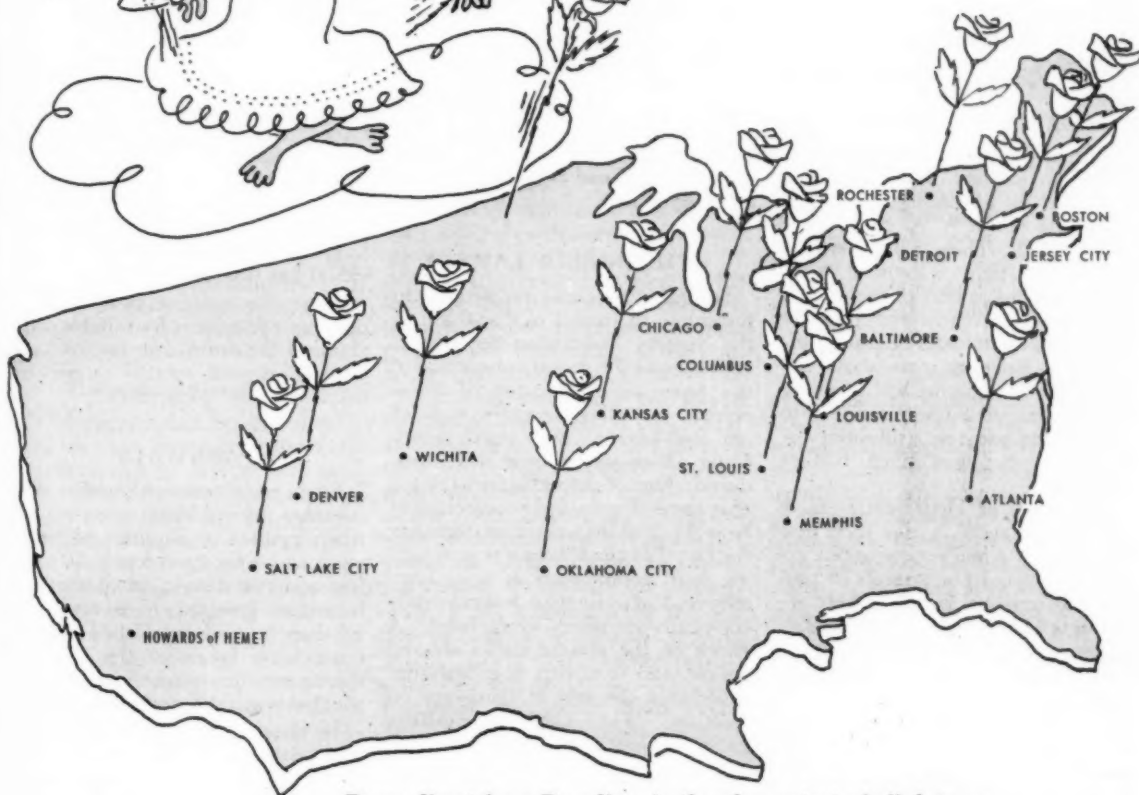 ROCHESTER
BOSTON
DETROIT
JERSEY CITY
CHICAGO
BALTIMORE
COLUMBUS
KANSAS CITY
LOUISVILLE
WICHITA
ST. LOUIS
DENVER
ATLANTA
MEMPHIS
SALT LAKE CITY
OKLAHOMA CITY
HOWARDS of HEMET